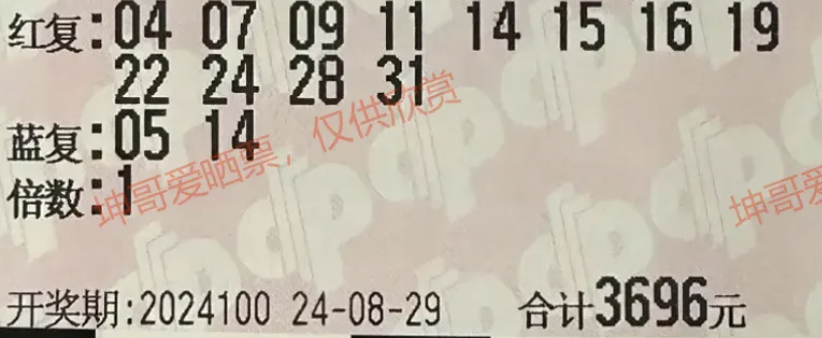 红复:04 07 09 11 14 15 16 19
22 24 28 31
蓝复:05 14
倍数:1
坤哥爱晒票，仅供欣赏
坤哥爱
开奖期:2024100 24-08-29 合计3696元